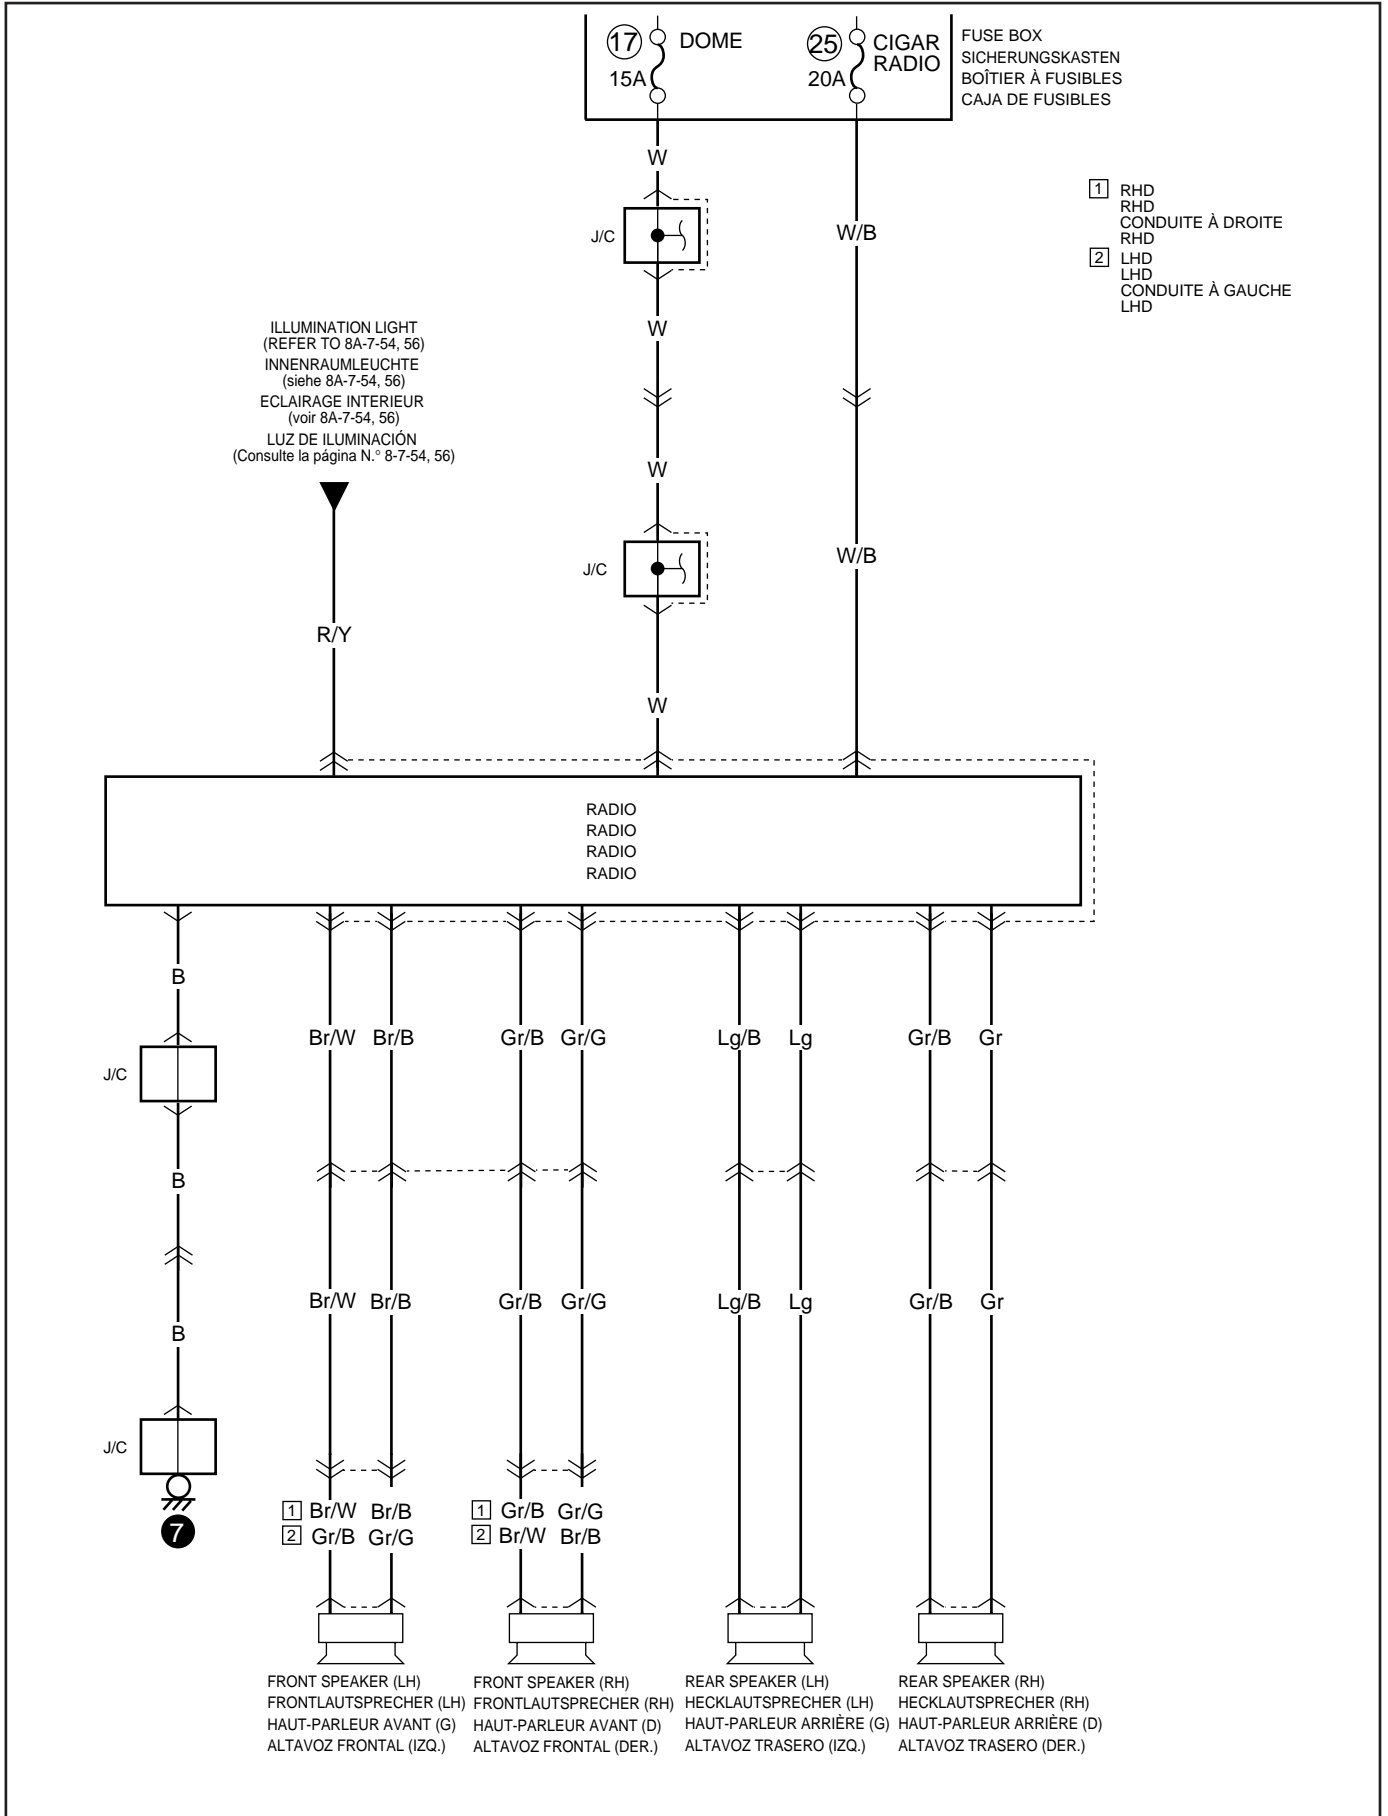 17 DOME
15A
25 CIGAR
RADIO
20A
FUSE BOX
SICHERUNGSKASTEN
BOÎTIER À FUSIBLES
CAJA DE FUSIBLES
W
1 RHD
RHD
CONDUITE À DROITE
RHD
2 LHD
LHD
CONDUITE À GAUCHE
LHD
J/C
W/B
W
ILLUMINATION LIGHT
(REFER TO 8A-7-54, 56)
INNENRAUMLEUCHTE
(siehe 8A-7-54, 56)
ECLAIRAGE INTERIEUR
(voir 8A-7-54, 56)
LUZ DE ILUMINACIÓN
(Consulte la página N.° 8-7-54, 56)
W
J/C
W/B
R/Y
W
RADIO
RADIO
RADIO
RADIO
B
Br/W Br/B Gr/B Gr/G Lg/B Lg Gr/B Gr
J/C
B
Br/W Br/B Gr/B Gr/G Lg/B Lg Gr/B Gr
B
J/C
1 Br/W Br/B 1 Gr/B Gr/G
2 Gr/B Gr/G 2 Br/W Br/B
7
FRONT SPEAKER (LH)
FRONTLAUTSPRECHER (LH)
HAUT-PARLEUR AVANT (G)
ALTAVOZ FRONTAL (IZQ.)
FRONT SPEAKER (RH)
FRONTLAUTSPRECHER (RH)
HAUT-PARLEUR AVANT (D)
ALTAVOZ FRONTAL (DER.)
REAR SPEAKER (LH)
HECKLAUTSPRECHER (LH)
HAUT-PARLEUR ARRIÈRE (G)
ALTAVOZ TRASERO (IZQ.)
REAR SPEAKER (RH)
HECKLAUTSPRECHER (RH)
HAUT-PARLEUR ARRIÈRE (D)
ALTAVOZ TRASERO (DER.)